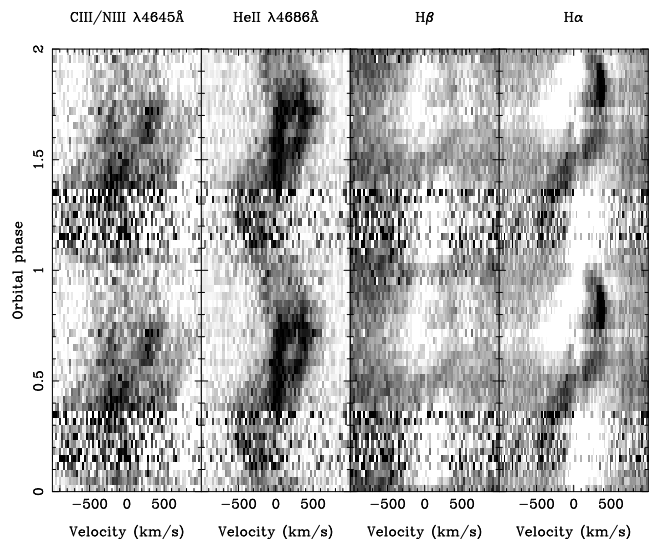 CIII/NIII λ4645Å HeII λ4686Å Hβ Hα
2
1.5
1
0.5
0
Orbital phase
−500 0 500 −500 0 500 −500 0 500 −500 0 500
Velocity (km/s) Velocity (km/s) Velocity (km/s) Velocity (km/s)